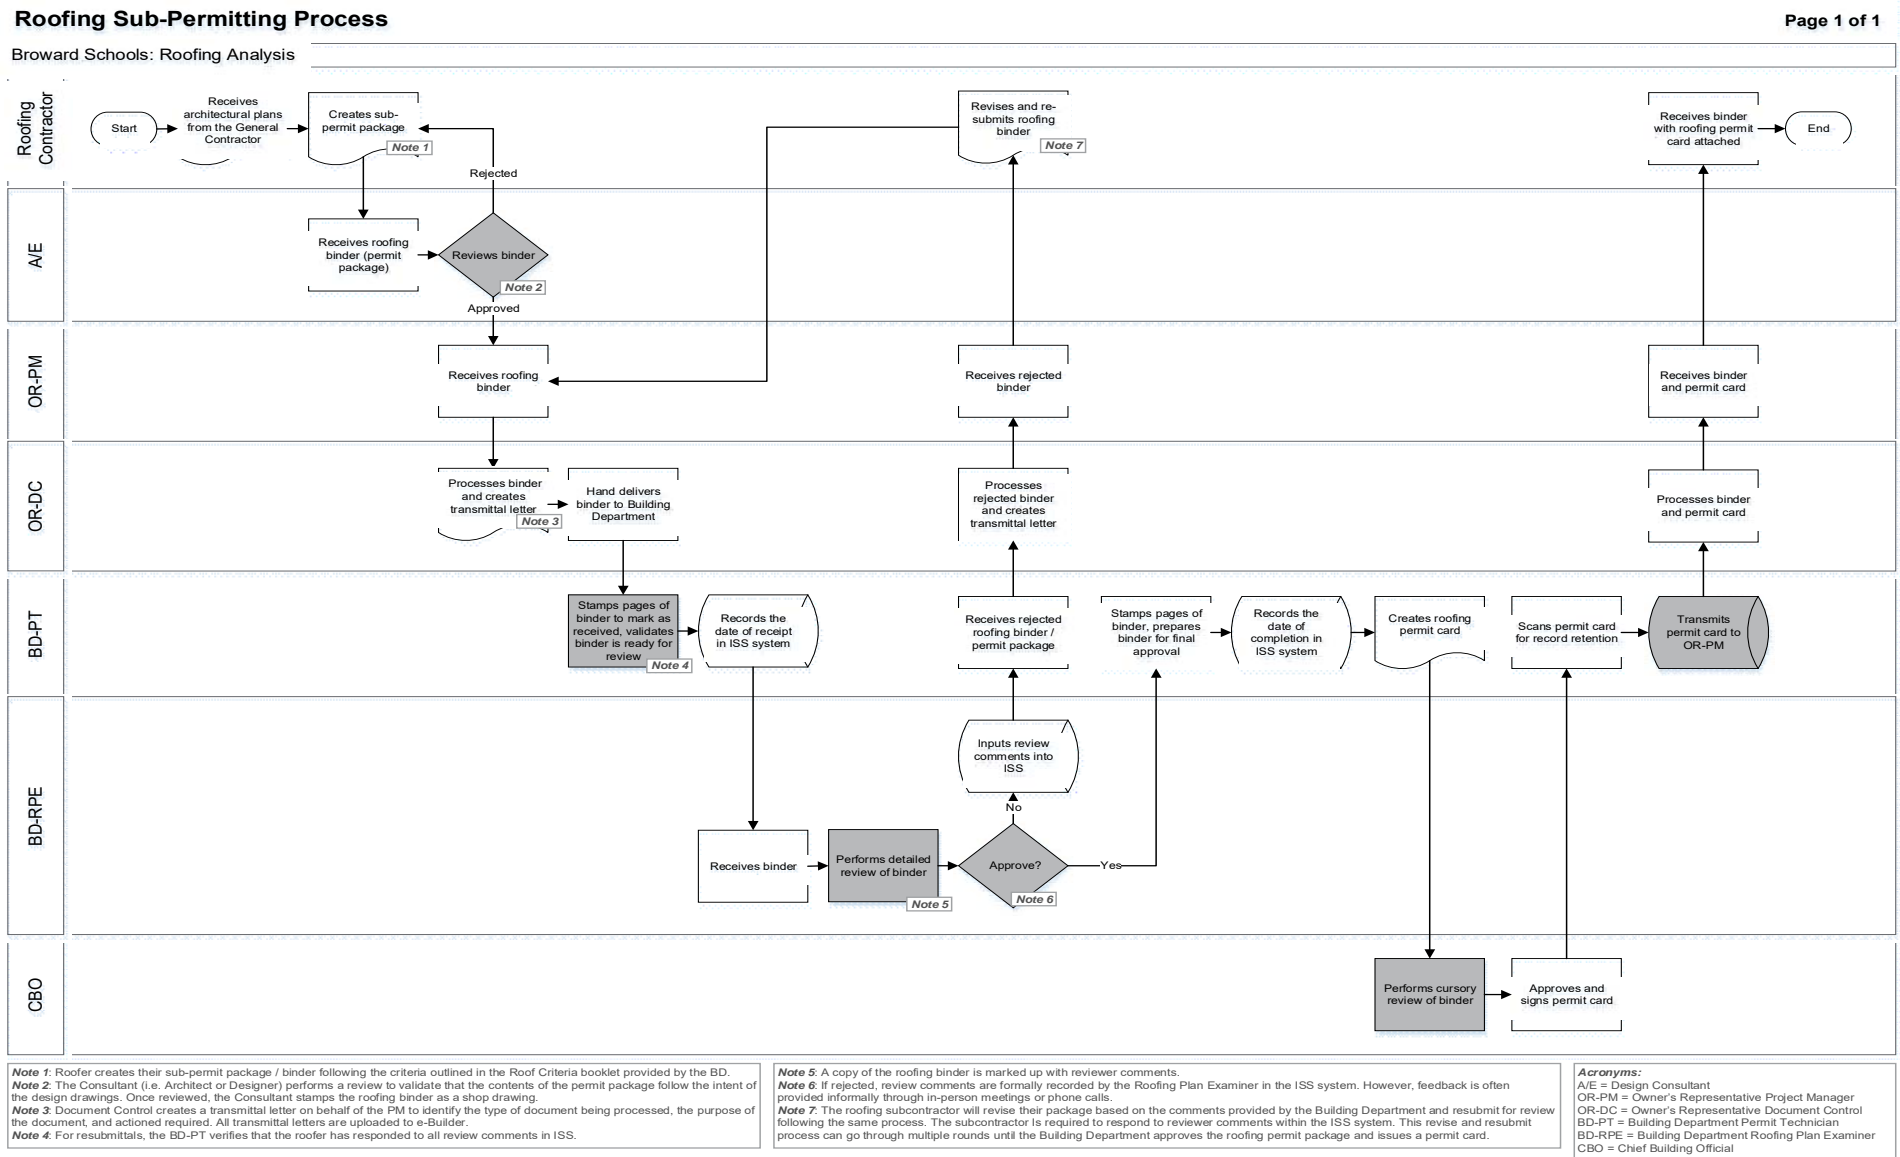 Roofing Sub-Permitting Process
Page 1 of 1
Broward Schools: Roofing Analysis
Roofing
Contractor
Start
Receives
architectural plans
from the General
Contractor
Creates sub-
permit package
Note 1
Rejected
Revises and re-
submits roofing
binder
Note 7
Receives binder
with roofing permit
card attached
End
A/E
Receives roofing
binder (permit
package)
Reviews binder
Note 2
Approved
OR-PM
Receives roofing
binder
Receives rejected
binder
Receives binder
and permit card
OR-DC
Processes binder
and creates
transmittal letter
Note 3
Hand delivers
binder to Building
Department
Processes
rejected binder
and creates
transmittal letter
Processes binder
and permit card
BD-PT
Stamps pages of
binder to mark as
received, validates
binder is ready for
review
Note 4
Records the
date of receipt
in ISS system
Receives rejected
roofing binder /
permit package
Stamps pages of
binder, prepares
binder for final
approval
Records the
date of
completion in
ISS system
Creates roofing
permit card
Scans permit card
for record retention
Transmits
permit card to
OR-PM
BD-RPE
Inputs review
comments into
ISS
No
Receives binder
Performs detailed
review of binder
Note 5
Approve?
Note 6
Yes
CBO
Performs cursory
review of binder
Approves and
signs permit card
Note 1: Roofer creates their sub-permit package / binder following the criteria outlined in the Roof Criteria booklet provided by the BD.
Note 2: The Consultant (i.e. Architect or Designer) performs a review to validate that the contents of the permit package follow the intent of
the design drawings. Once reviewed, the Consultant stamps the roofing binder as a shop drawing.
Note 3: Document Control creates a transmittal letter on behalf of the PM to identify the type of document being processed, the purpose of
the document, and actioned required. All transmittal letters are uploaded to e-Builder.
Note 4: For resubmittals, the BD-PT verifies that the roofer has responded to all review comments in ISS.
Note 5: A copy of the roofing binder is marked up with reviewer comments.
Note 6: If rejected, review comments are formally recorded by the Roofing Plan Examiner in the ISS system. However, feedback is often
provided informally through in-person meetings or phone calls.
Note 7: The roofing subcontractor will revise their package based on the comments provided by the Building Department and resubmit for review
following the same process. The subcontractor is required to respond to reviewer comments within the ISS system. This revise and resubmit
process can go through multiple rounds until the Building Department approves the roofing permit package and issues a permit card.
Acronyms:
A/E = Design Consultant
OR-PM = Owner's Representative Project Manager
OR-DC = Owner's Representative Document Control
BD-PT = Building Department Permit Technician
BD-RPE = Building Department Roofing Plan Examiner
CBO = Chief Building Official